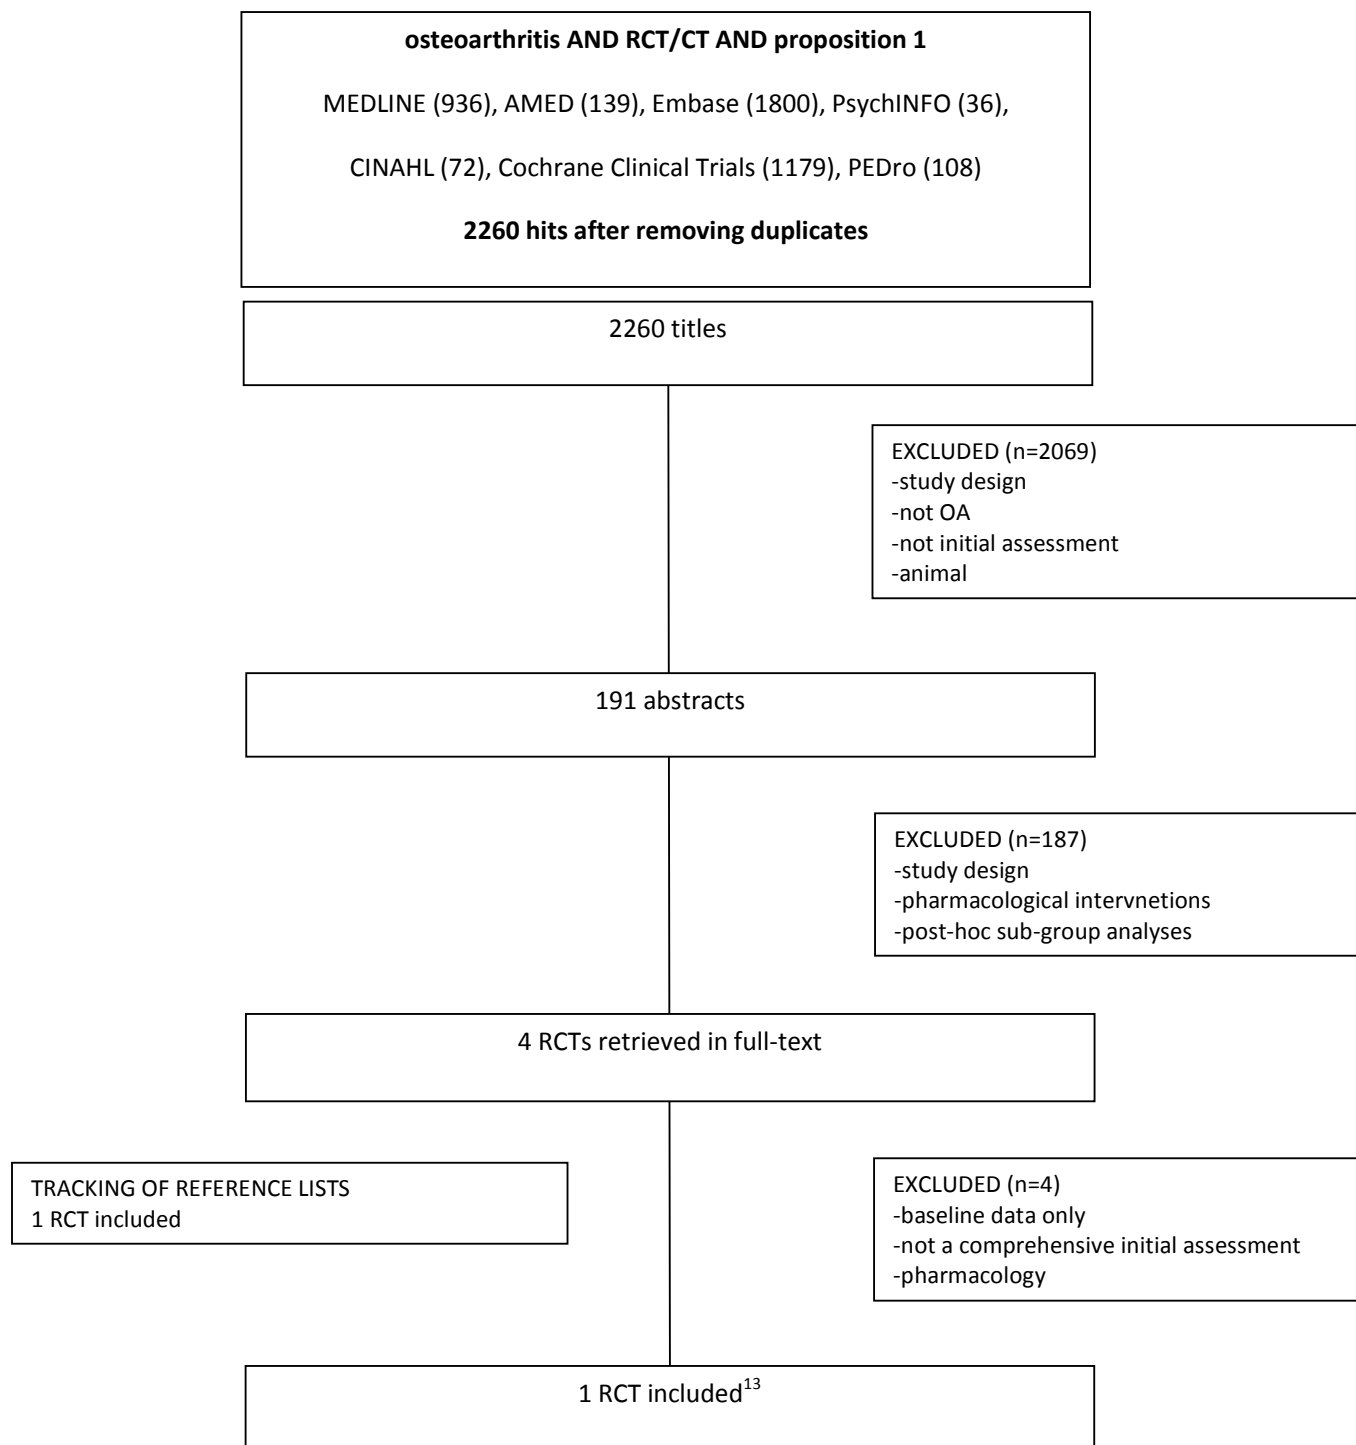 osteoarthritis AND RCT/CT AND proposition 1
MEDLINE (936), AMED (139), Embase (1800), PsychINFO (36),
CINAHL (72), Cochrane Clinical Trials (1179), PEDro (108)
2260 hits after removing duplicates
2260 titles
EXCLUDED (n=2069)
-study design
-not OA
-not initial assessment
-animal
191 abstracts
EXCLUDED (n=187)
-study design
-pharmacological intervnetions
-post-hoc sub-group analyses
4 RCTs retrieved in full-text
TRACKING OF REFERENCE LISTS
1 RCT included
EXCLUDED (n=4)
-baseline data only
-not a comprehensive initial assessment
-pharmacology
1 RCT included¹³